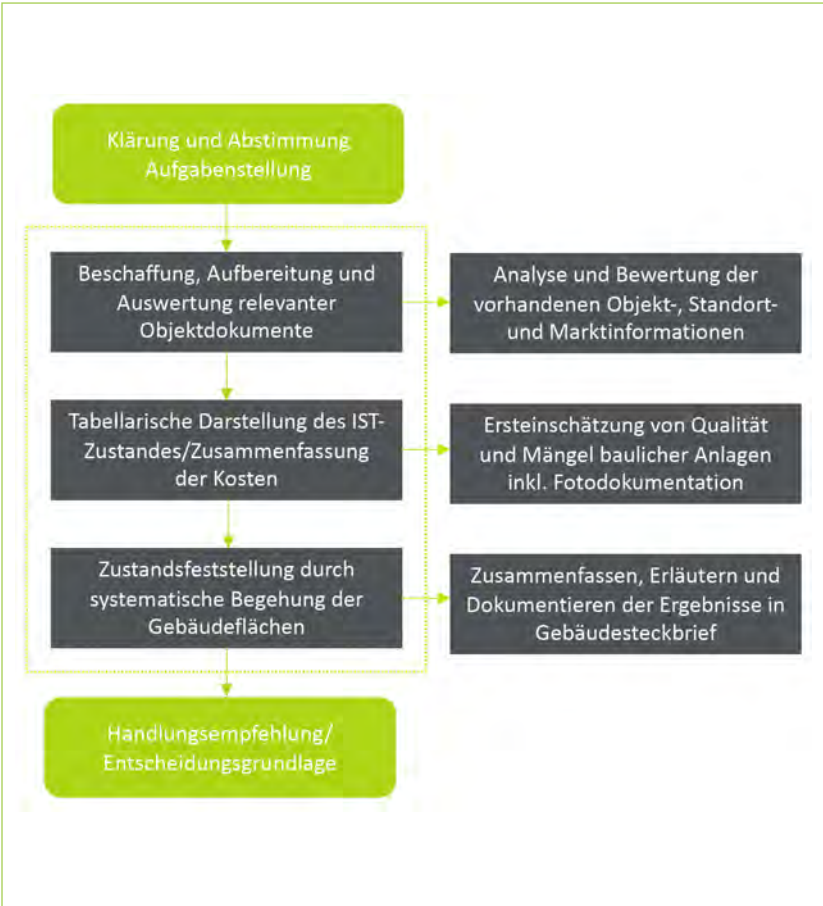 Klärung und Abstimmung
Aufgabenstellung
Beschaffung, Aufbereitung und
Auswertung relevanter
Objektdokumente
Analyse und Bewertung der
vorhandenen Objekt-, Standort-
und Marktinformationen
Tabellarische Darstellung des IST-
Zustandes/Zusammenfassung
der Kosten
Ersteinschätzung von Qualität
und Mängel baulicher Anlagen
inkl. Fotodokumentation
Zustandsfeststellung durch
systematische Begehung der
Gebäudeflächen
Zusammenfassen, Erläutern und
Dokumentieren der Ergebnisse in
Gebäudesteckbrief
Handlungsempfehlung/
Entscheidungsgrundlage